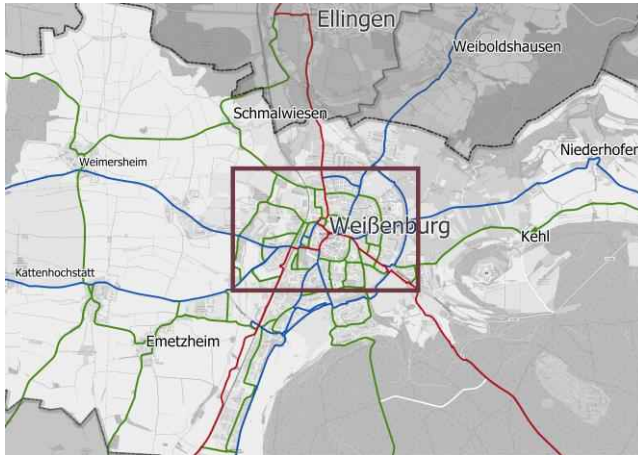 Ellingen
Weiboldshausen
Schmalwiesen
Niederhofen
Weimersheim
Weißenburg
Kehl
Kattenhochstatt
Emetzheim